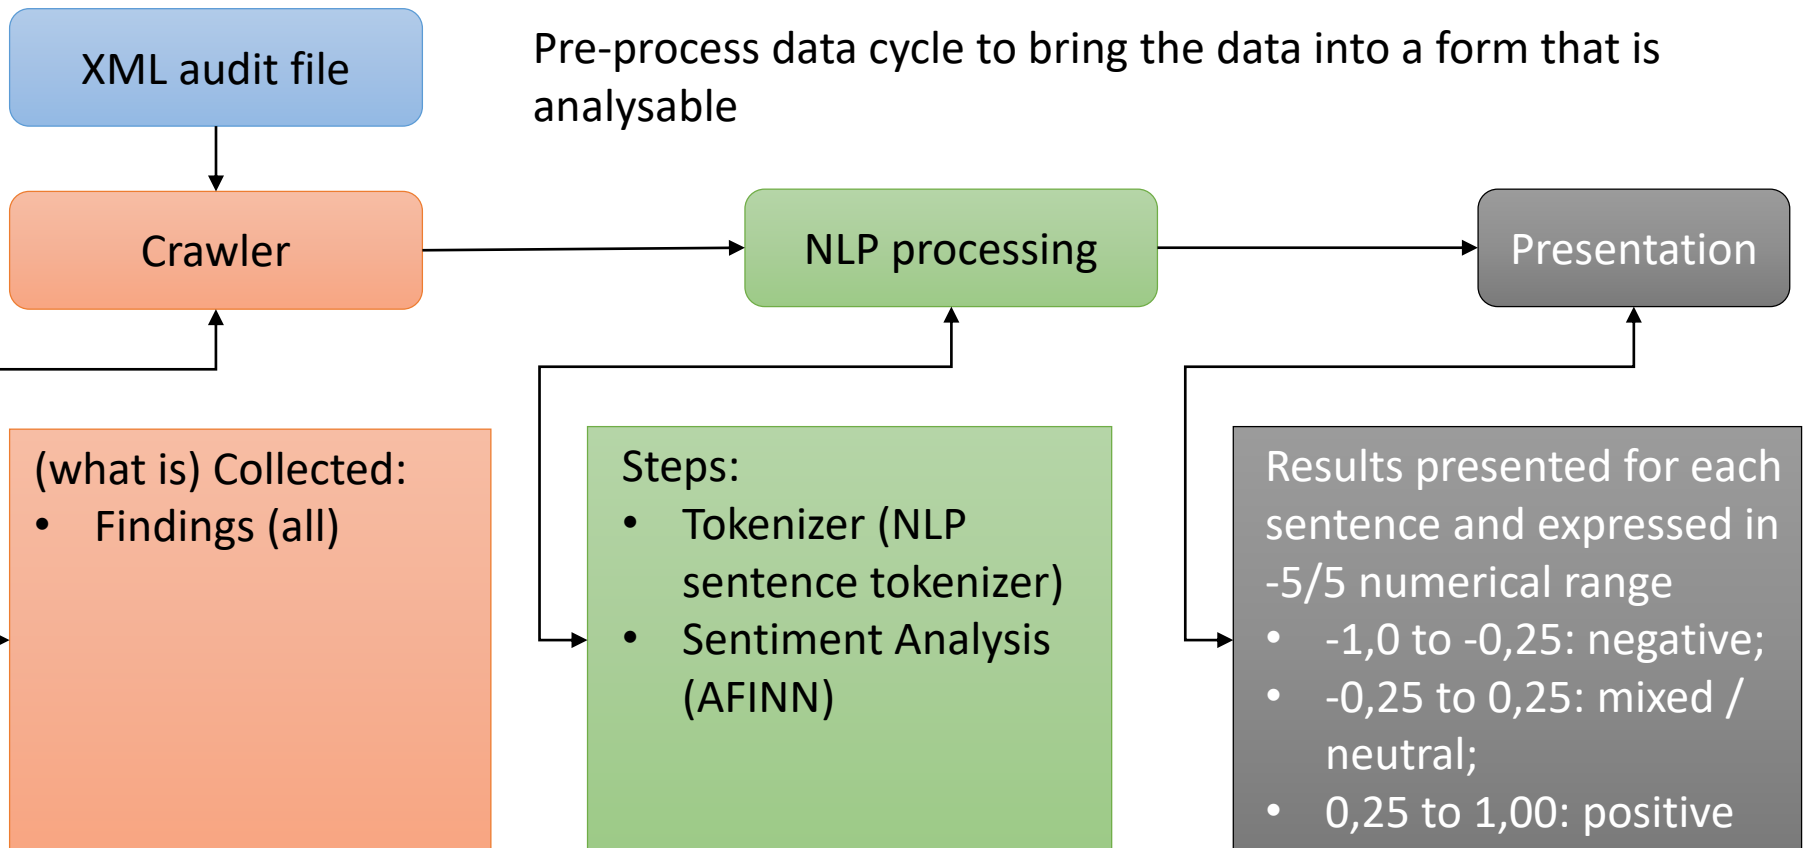 XML audit file
Pre-process data cycle to bring the data into a form that is
analysable
Crawler
NLP processing
Presentation
(what is) Collected:
• Findings (all)
Steps:
• Tokenizer (NLP
sentence tokenizer)
• Sentiment Analysis
(AFINN)
Results presented for each
sentence and expressed in
-5/5 numerical range
• -1,0 to -0,25: negative;
• -0,25 to 0,25: mixed /
neutral;
• 0,25 to 1,00: positive